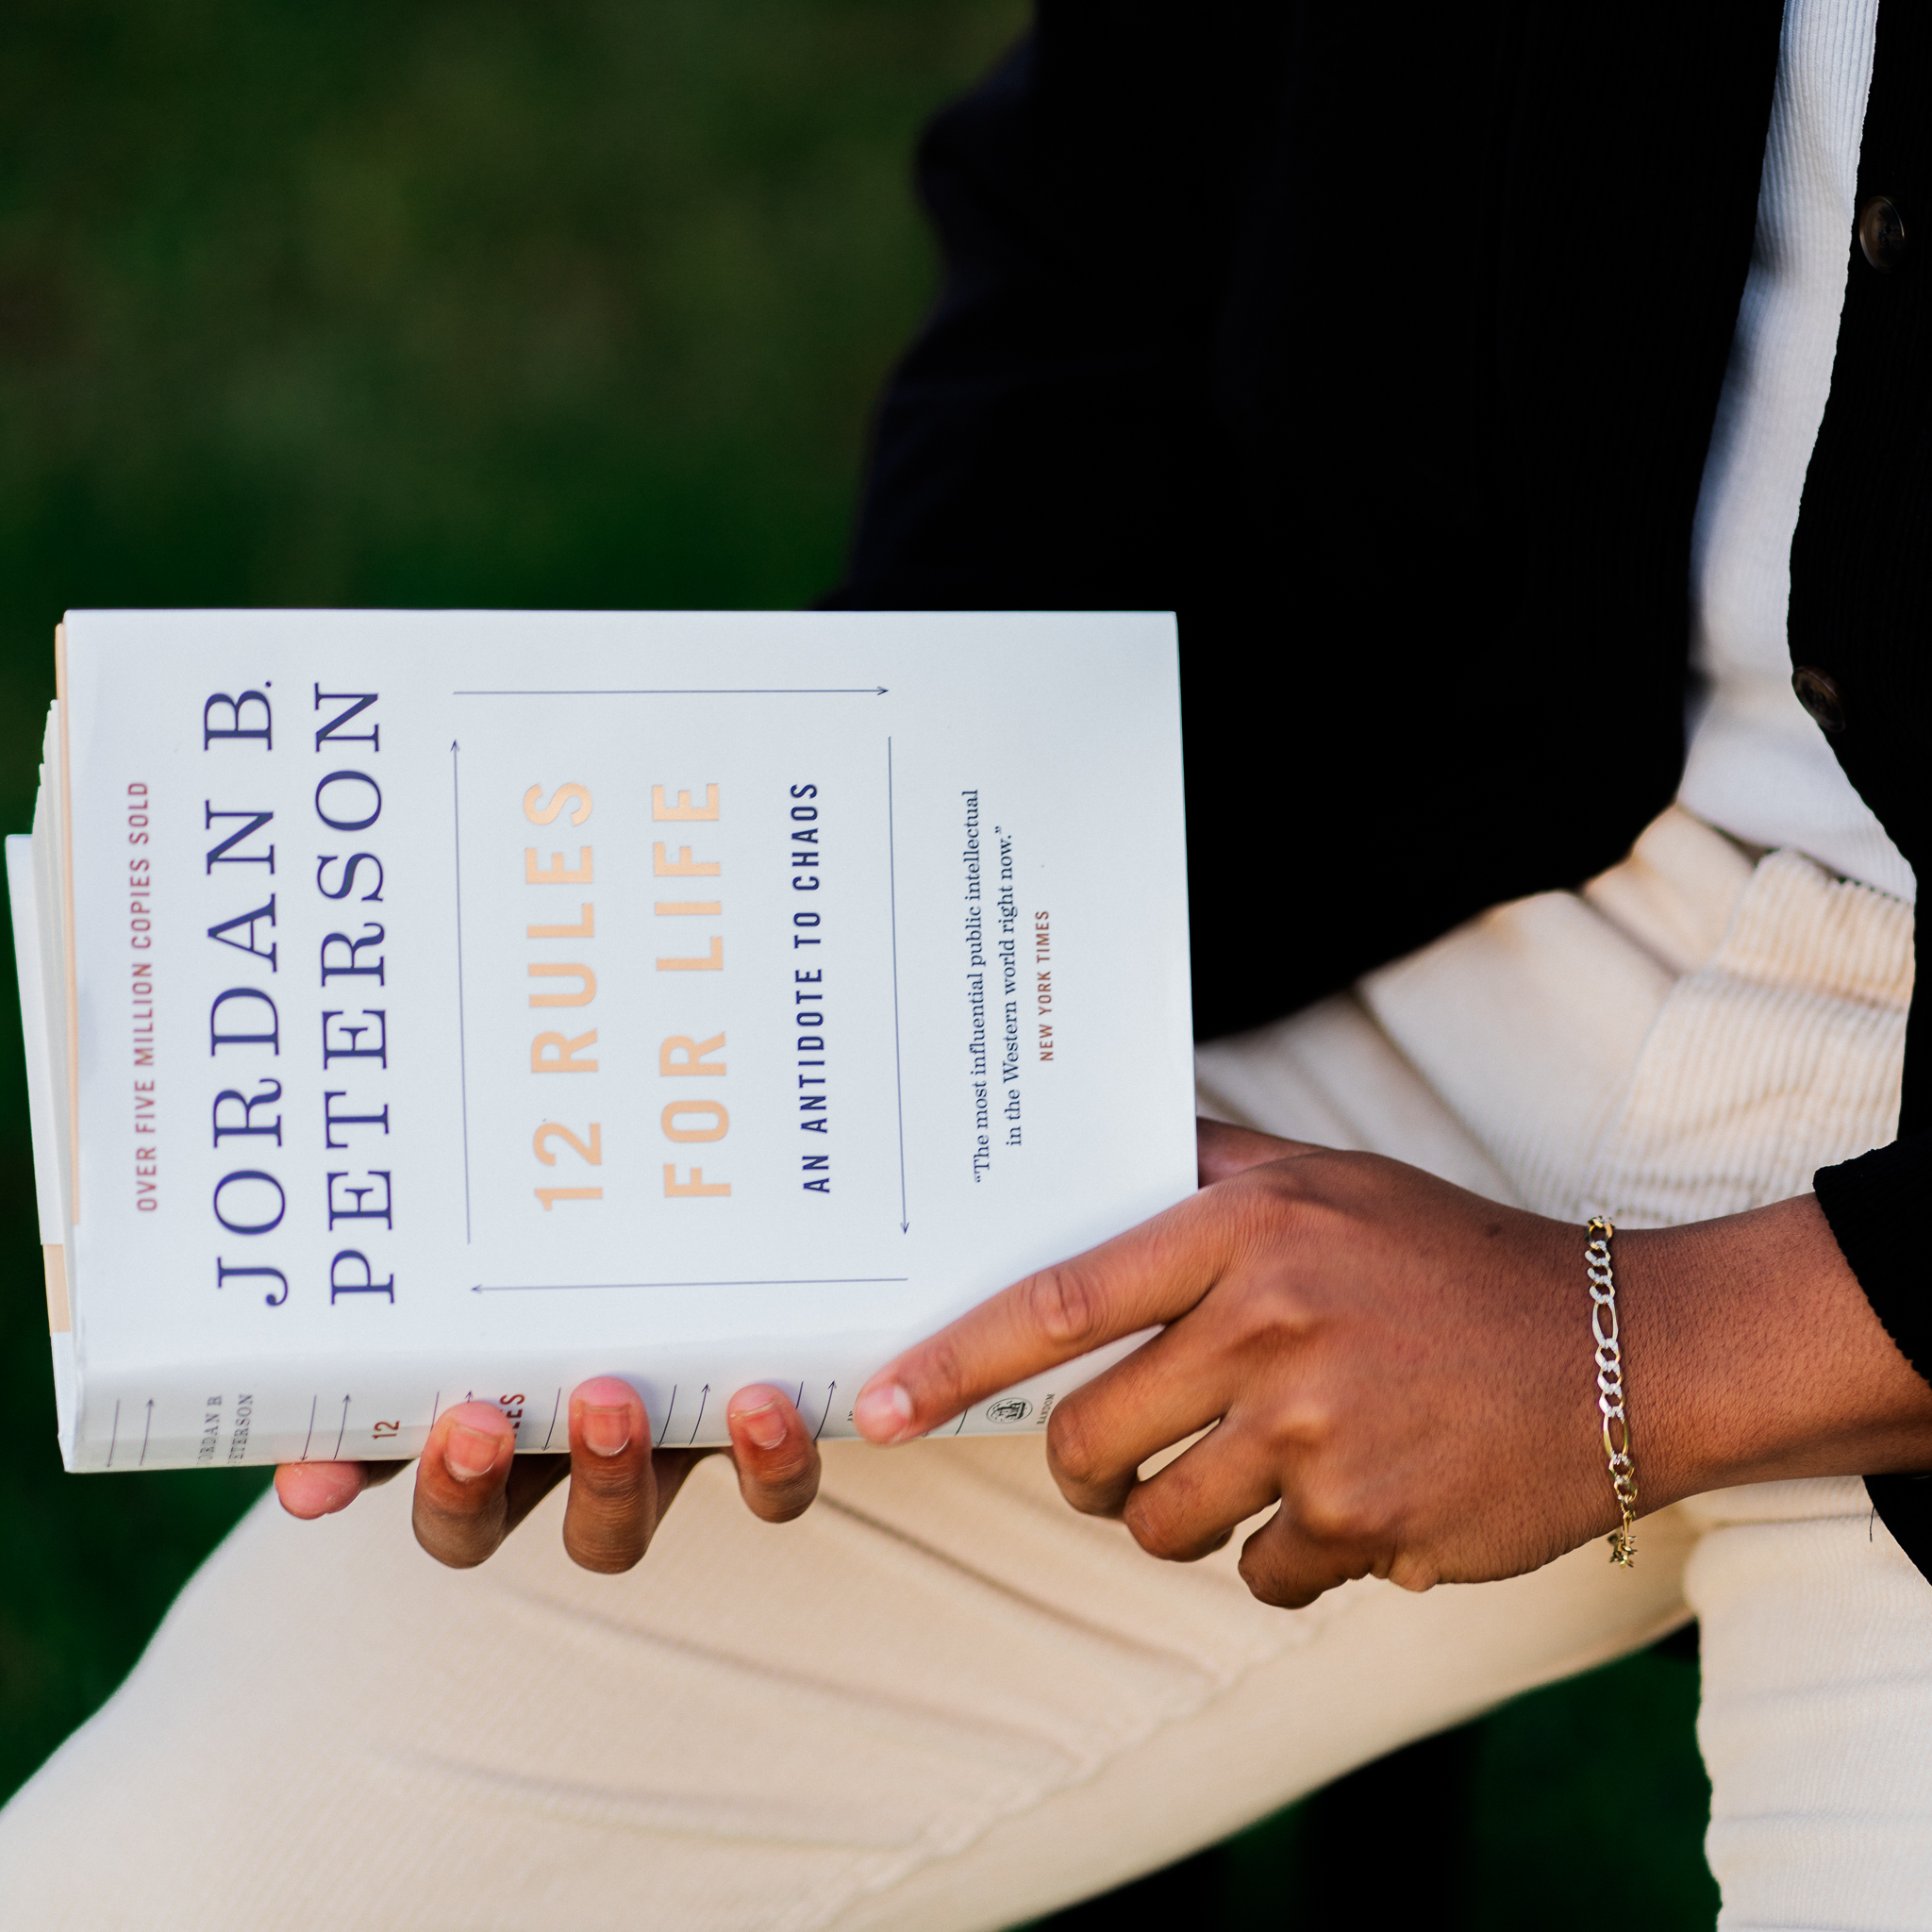 OVER FIVE MILLION COPIES SOLD
JORDAN B.
PETERSON
12 RULES
FOR LIFE
AN ANTIDOTE TO CHAOS
“The most influential public intellectual
in the Western world right now.”
NEW YORK TIMES
12